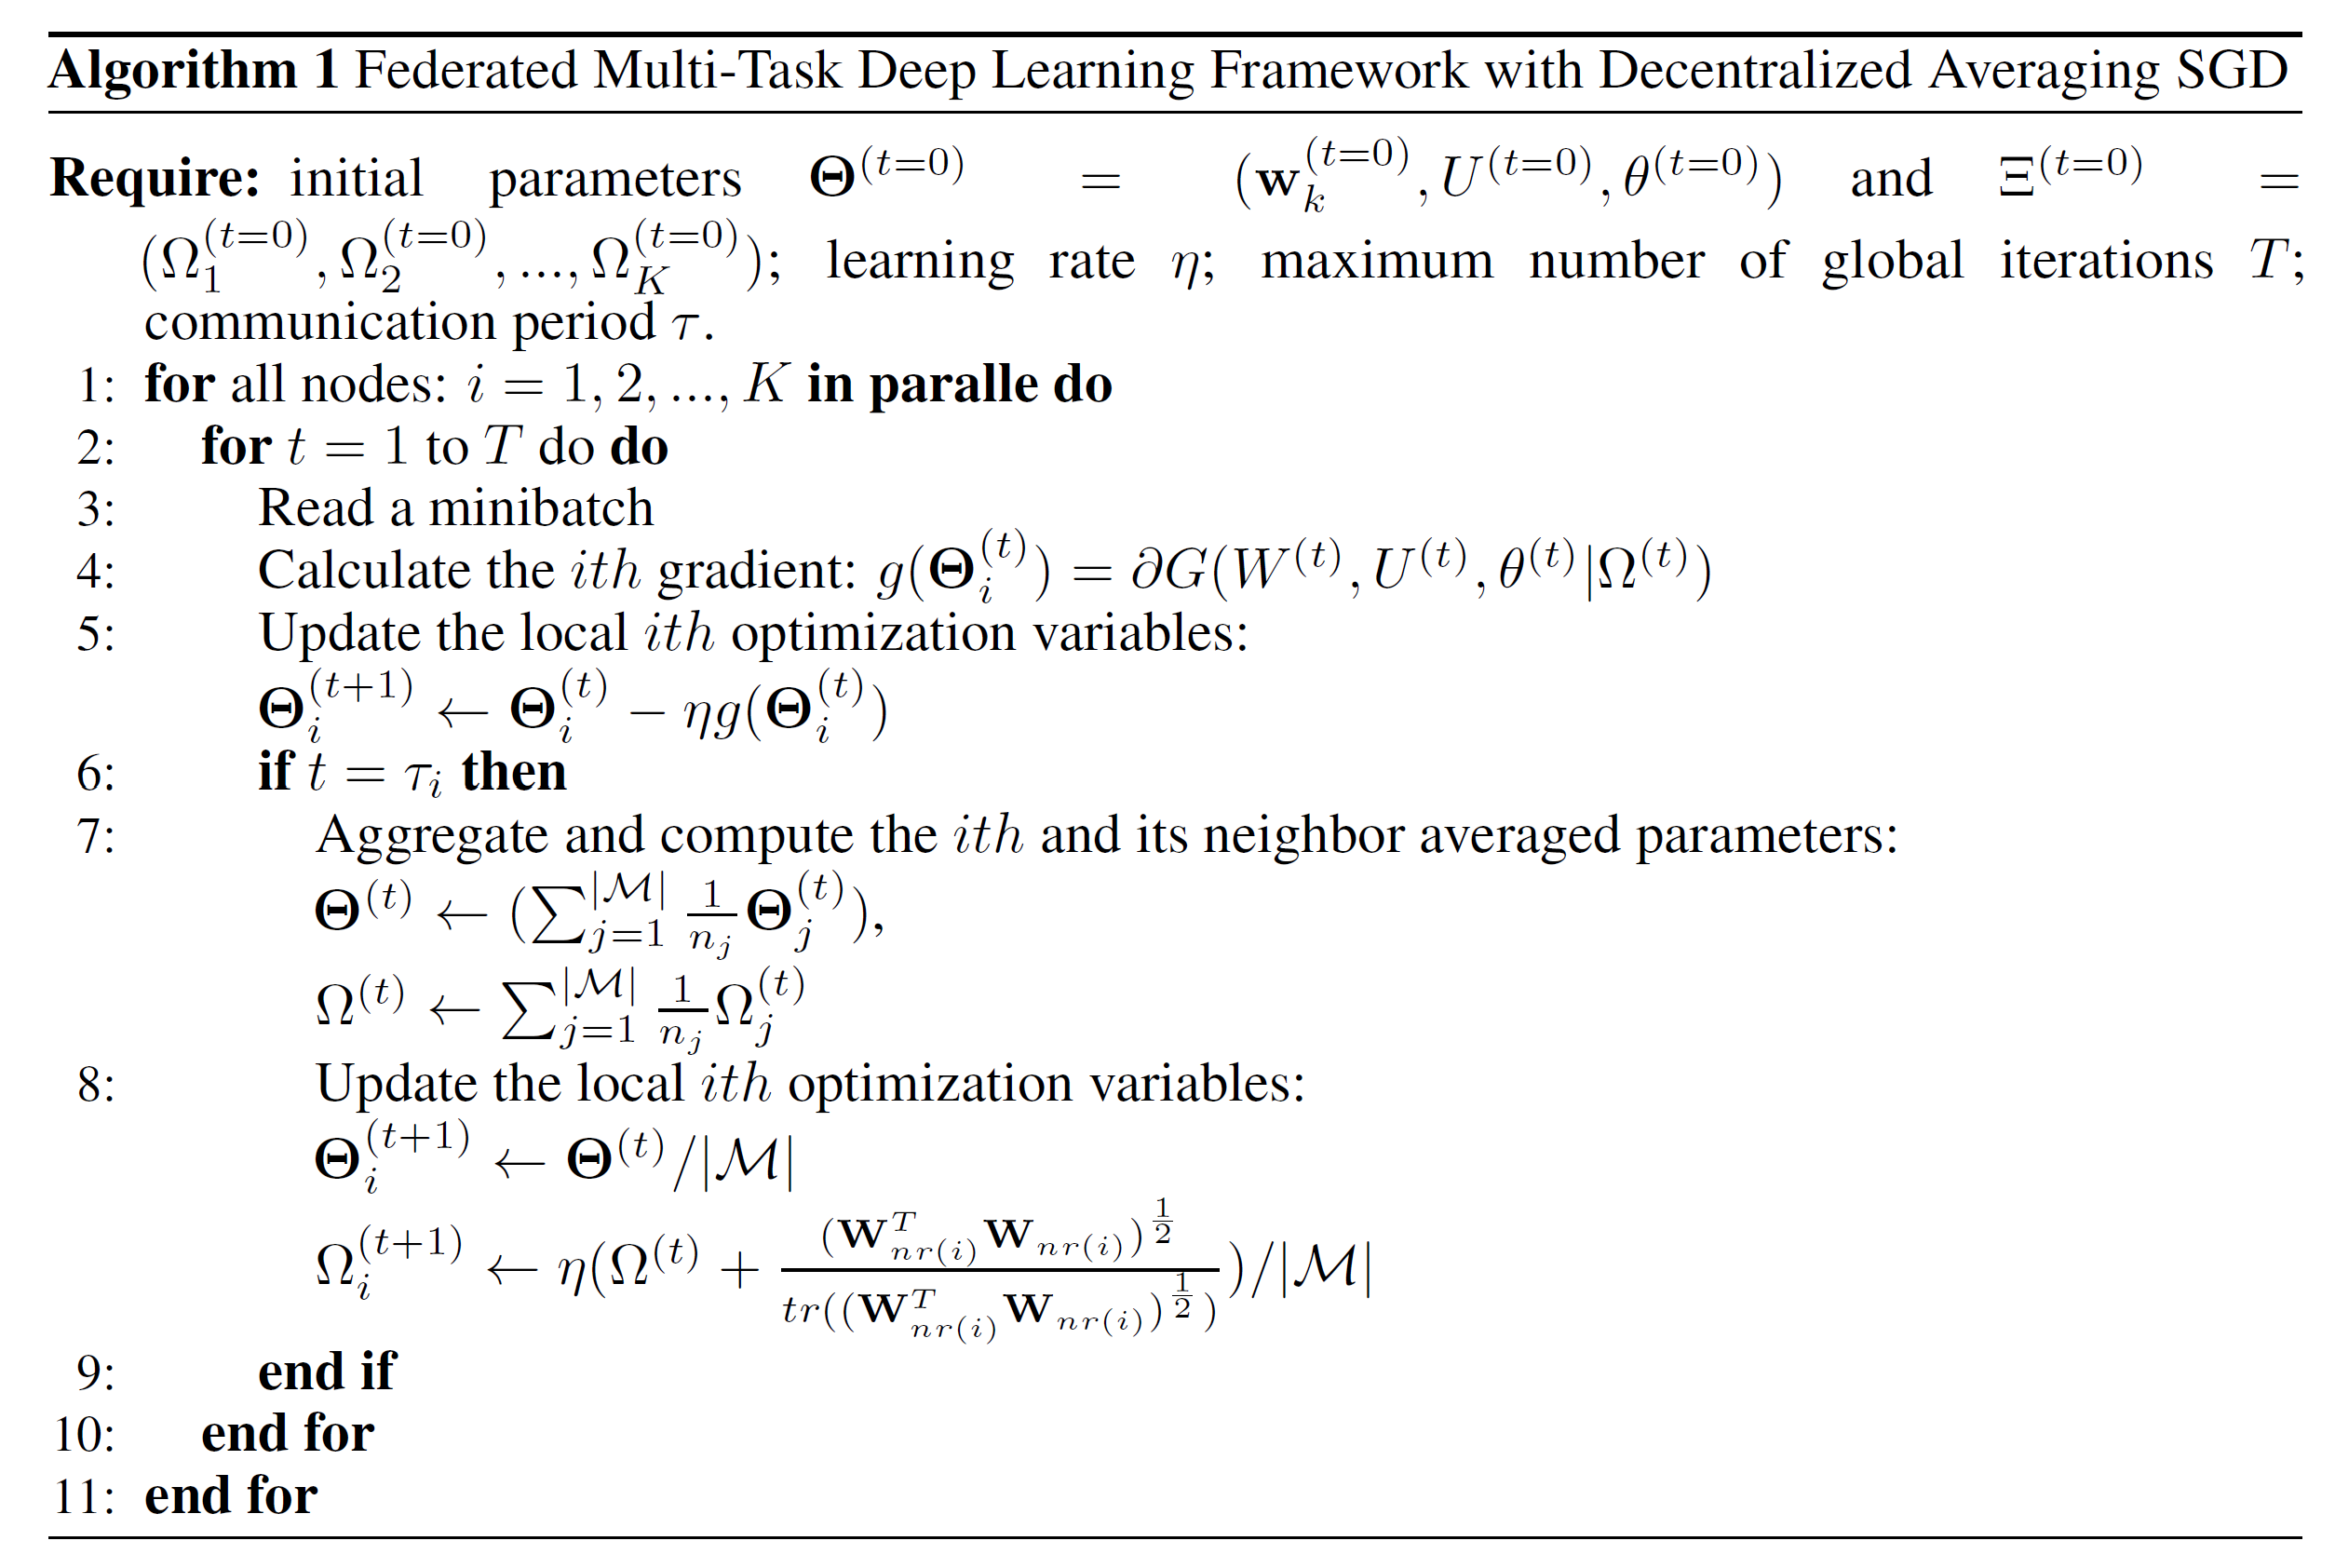 Algorithm 1 Federated Multi-Task Deep Learning Framework with Decentralized Averaging SGD
Require: initial parameters $\mathbf{\Theta}^{(t=0)} = (\mathbf{w}_k^{(t=0)}, U^{(t=0)}, \theta^{(t=0)})$ and $\Xi^{(t=0)} =$
$(\Omega_1^{(t=0)}, \Omega_2^{(t=0)}, ..., \Omega_K^{(t=0)})$; learning rate $\eta$; maximum number of global iterations $T$;
communication period $\tau$.
1: for all nodes: $i = 1, 2, ..., K$ in paralle do
2: for $t = 1$ to $T$ do do
3: Read a minibatch
4: Calculate the $ith$ gradient: $g(\mathbf{\Theta}_i^{(t)}) = \partial G(W^{(t)}, U^{(t)}, \theta^{(t)} | \Omega^{(t)})$
5: Update the local $ith$ optimization variables:
$\mathbf{\Theta}_i^{(t+1)} \leftarrow \mathbf{\Theta}_i^{(t)} - \eta g(\mathbf{\Theta}_i^{(t)})$
6: if $t = \tau_i$ then
7: Aggregate and compute the $ith$ and its neighbor averaged parameters:
$\mathbf{\Theta}^{(t)} \leftarrow (\sum_{j=1}^{|\mathcal{M}|} \frac{1}{n_j} \mathbf{\Theta}_j^{(t)}),$
$\Omega^{(t)} \leftarrow \sum_{j=1}^{|\mathcal{M}|} \frac{1}{n_j} \Omega_j^{(t)}$
8: Update the local $ith$ optimization variables:
$\mathbf{\Theta}_i^{(t+1)} \leftarrow \mathbf{\Theta}^{(t)} / |\mathcal{M}|$
$\Omega_i^{(t+1)} \leftarrow \eta (\Omega^{(t)} + \frac{(\mathbf{W}_{nr(i)}^T \mathbf{W}_{nr(i)})^{\frac{1}{2}}}{tr((\mathbf{W}_{nr(i)}^T \mathbf{W}_{nr(i)})^{\frac{1}{2}})}) / |\mathcal{M}|$
9: end if
10: end for
11: end for